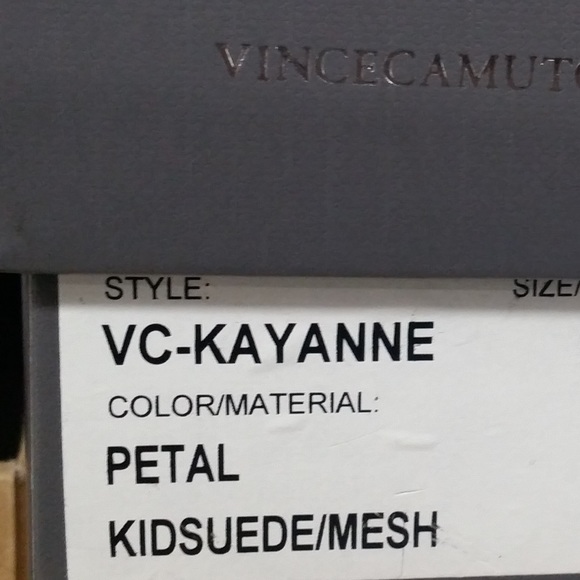 VINCECAMUTO
STYLE: SIZE/
VC-KAYANNE
COLOR/MATERIAL:
PETAL
KIDSUEDE/MESH